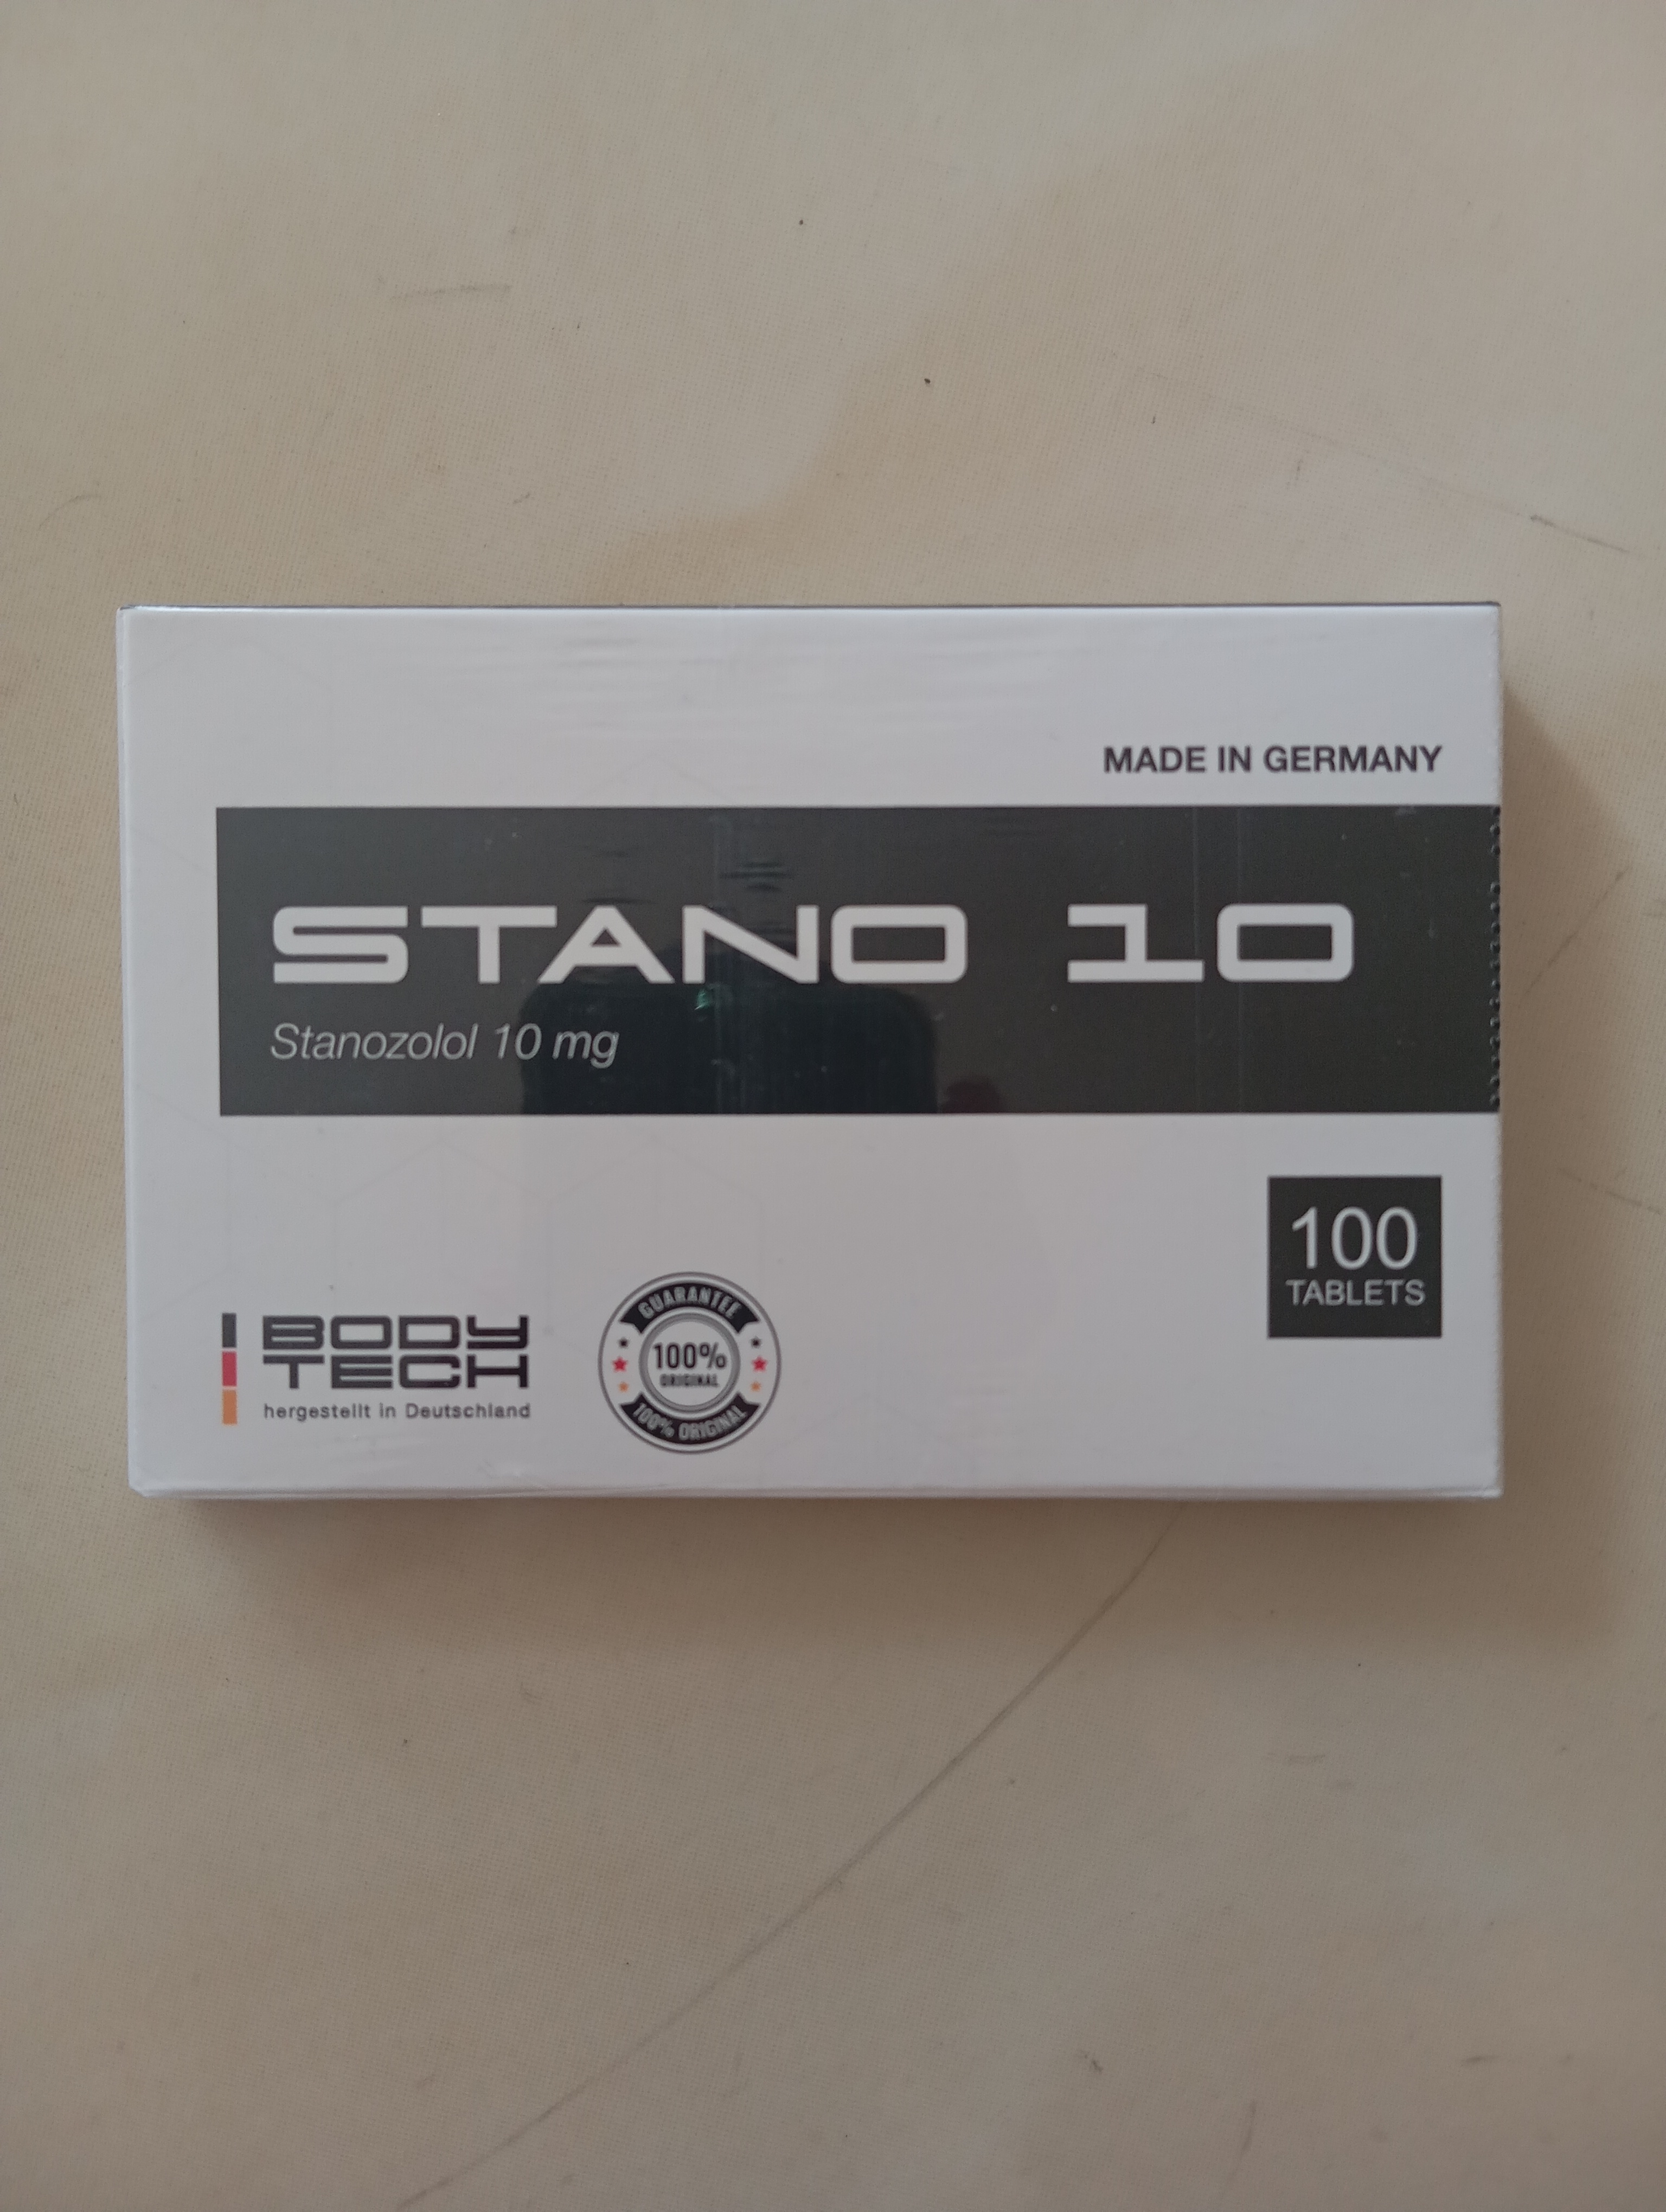 MADE IN GERMANY
STANO 10
Stanozolol 10 mg
100
TABLETS
BODY
TECH
hergestellt in Deutschland
GUARANTEE
100%
ORIGINAL
100% ORIGINAL